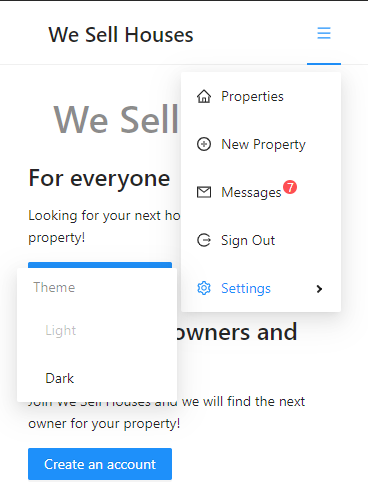 We Sell Houses
We Sell
Properties
New Property
Messages 7
Sign Out
Settings
For everyone
Looking for your next ho
property!
Theme
Light
Dark
owners and
Join We Sell Houses and we will find the next
owner for your property!
Create an account